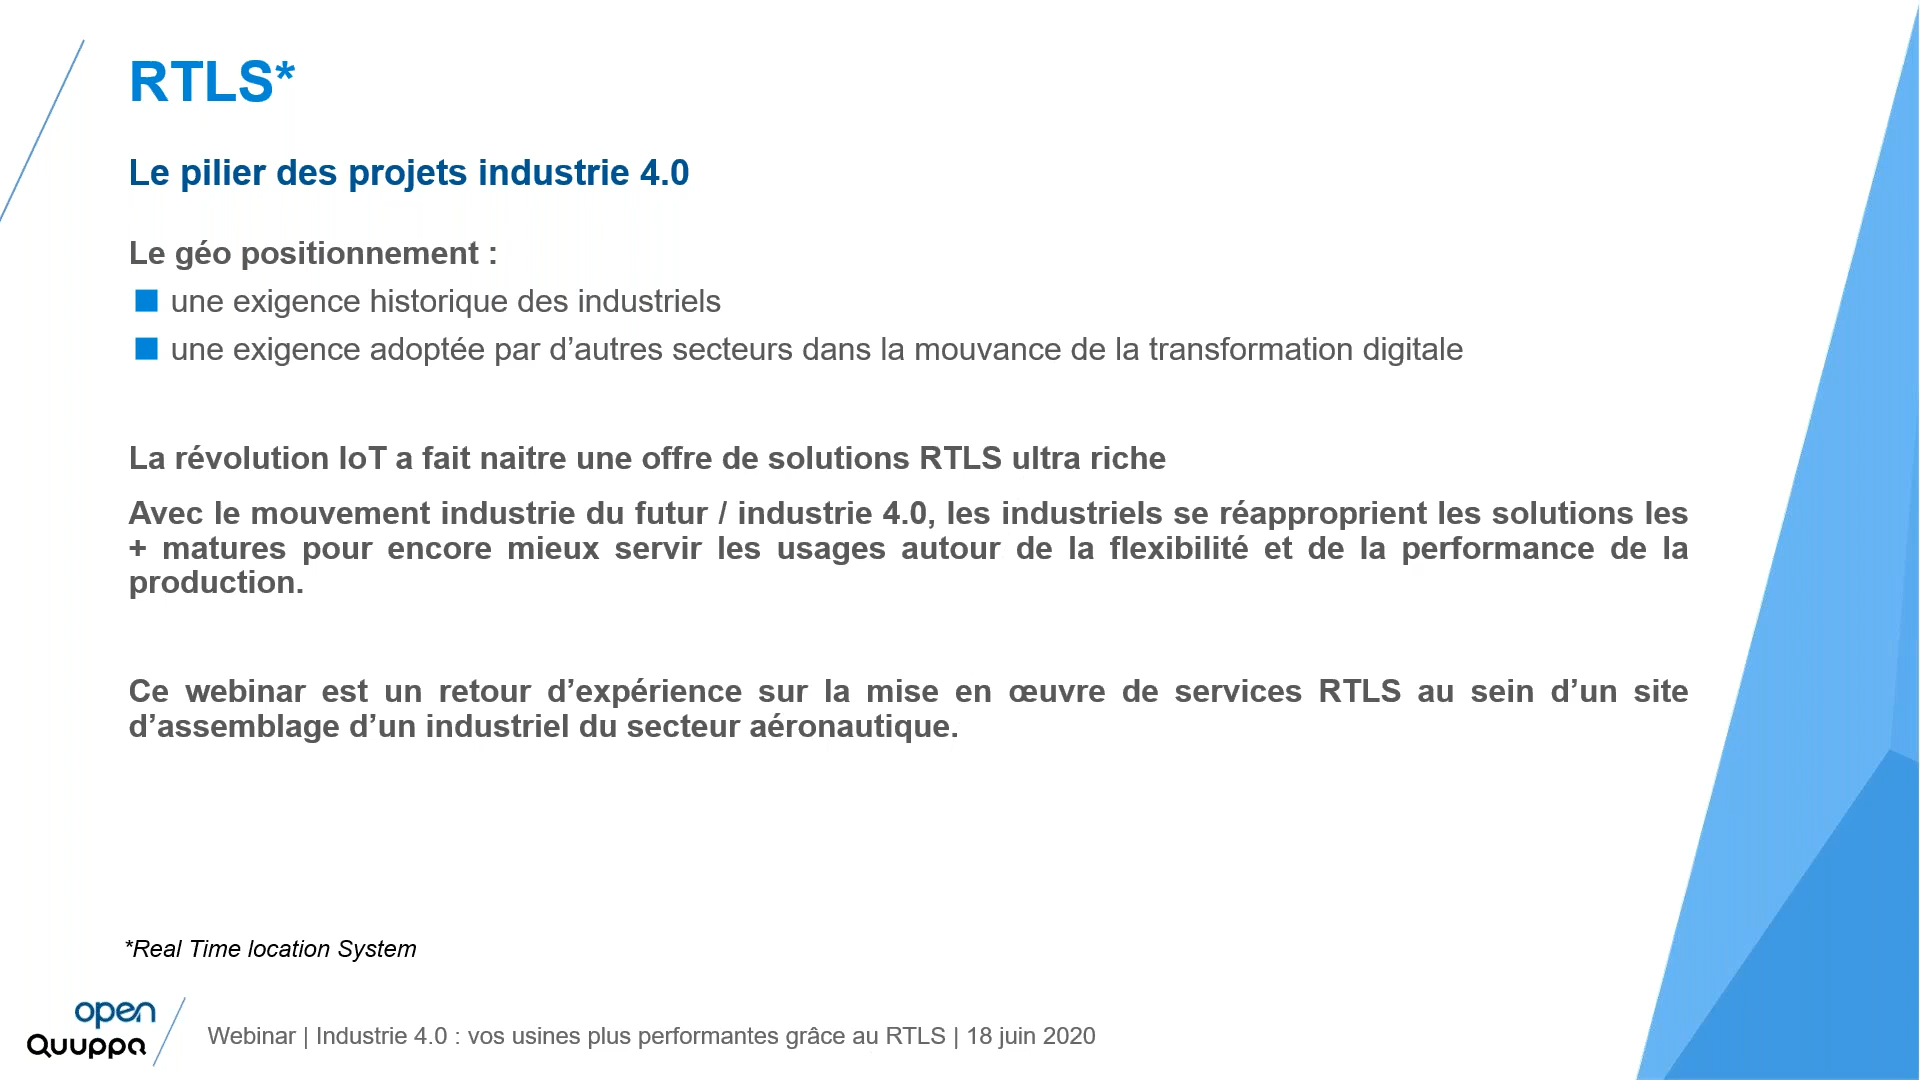 RTLS*
Le pilier des projets industrie 4.0
Le géo positionnement :
une exigence historique des industriels
une exigence adoptée par d’autres secteurs dans la mouvance de la transformation digitale
La révolution IoT a fait naitre une offre de solutions RTLS ultra riche
Avec le mouvement industrie du futur / industrie 4.0, les industriels se réapproprient les solutions les
+ matures pour encore mieux servir les usages autour de la flexibilité et de la performance de la
production.
Ce webinar est un retour d’expérience sur la mise en œuvre de services RTLS au sein d’un site
d’assemblage d’un industriel du secteur aéronautique.
*Real Time location System
open
Quuppa
Webinar | Industrie 4.0 : vos usines plus performantes grâce au RTLS | 18 juin 2020